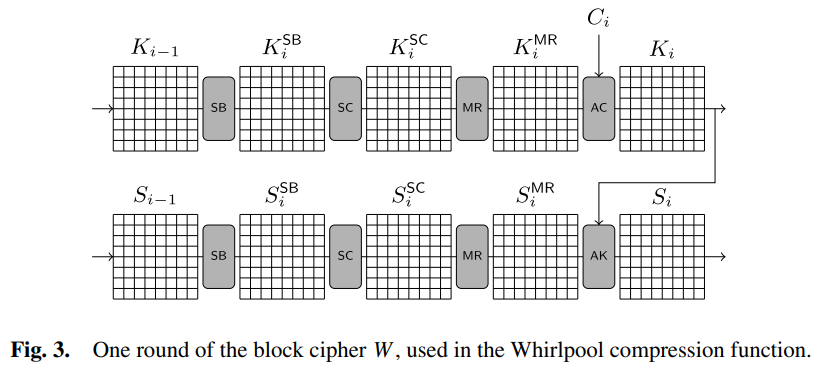 C_i
K_{i−1} K_i^{SB} K_i^{SC} K_i^{MR} K_i
SB SC MR AC
S_{i−1} S_i^{SB} S_i^{SC} S_i^{MR} S_i
SB SC MR AK
Fig. 3. One round of the block cipher W, used in the Whirlpool compression function.